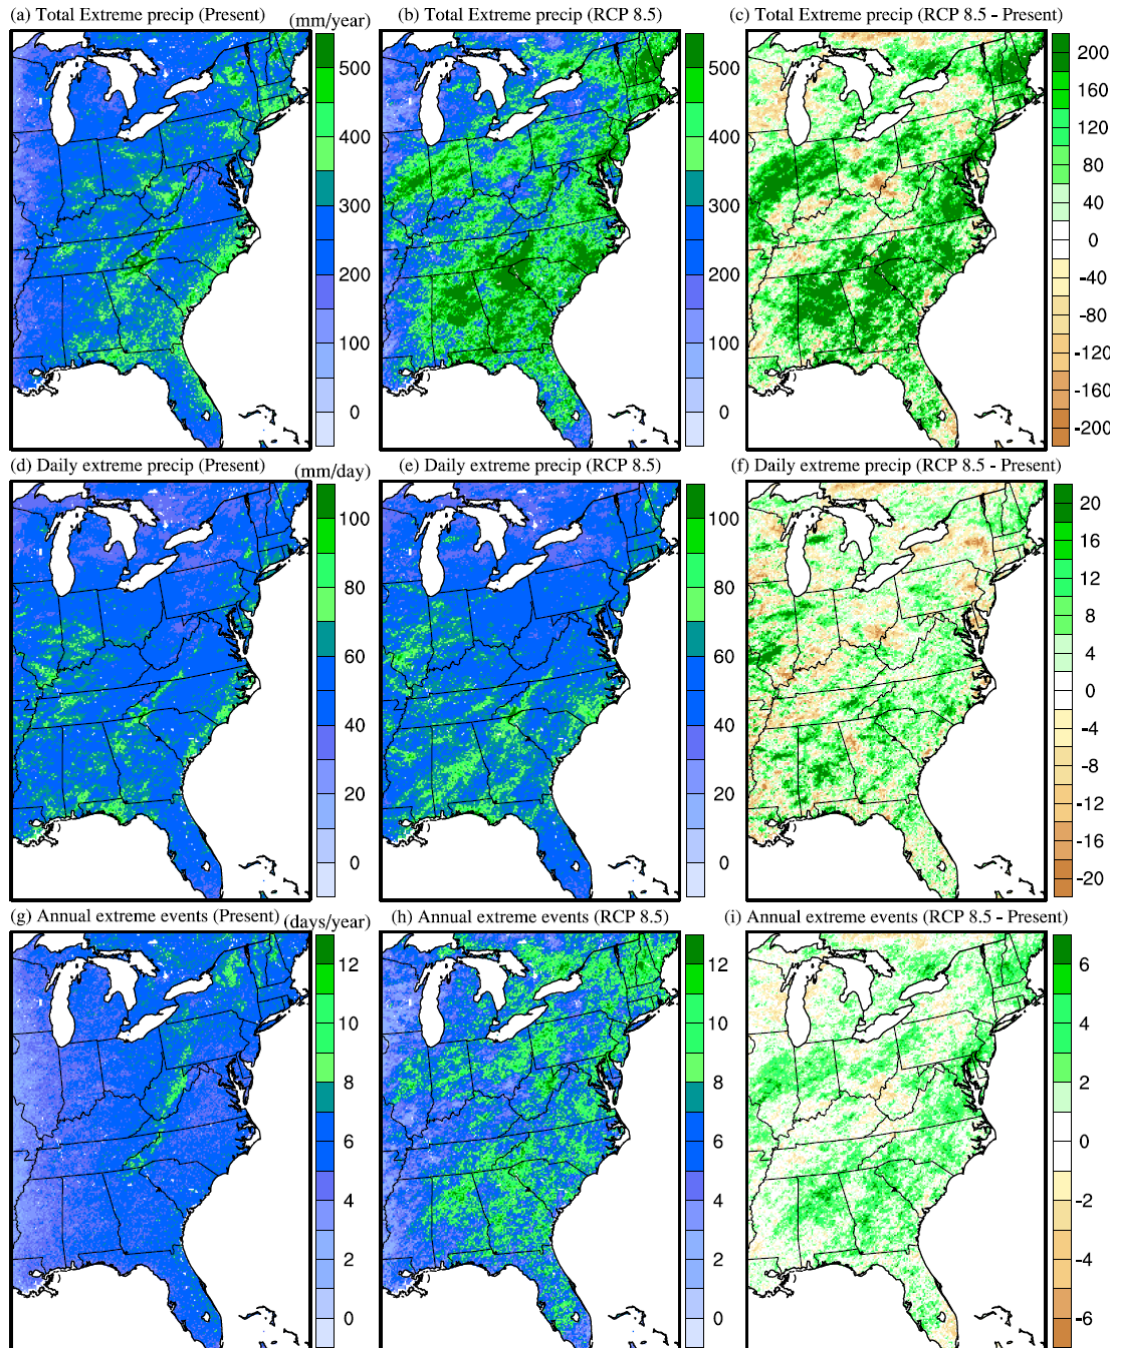 (a) Total Extreme precip (Present) (mm/year) (b) Total Extreme precip (RCP 8.5) (c) Total Extreme precip (RCP 8.5 - Present)
500 500 200
160
400 400 120
80
300 300 40
0
200 200 -40
-80
100 100 -120
-160
0 0 -200
(d) Daily extreme precip (Present) (mm/day) (e) Daily extreme precip (RCP 8.5) (f) Daily extreme precip (RCP 8.5 - Present)
100 100 20
16
80 80 12
8
60 60 4
0
40 40 -4
-8
20 20 -12
-16
0 0 -20
(g) Annual extreme events (Present) (days/year) (h) Annual extreme events (RCP 8.5) (i) Annual extreme events (RCP 8.5 - Present)
12 12 6
10 10 4
8 8 2
6 6 0
4 4 -2
2 2 -4
0 0 -6